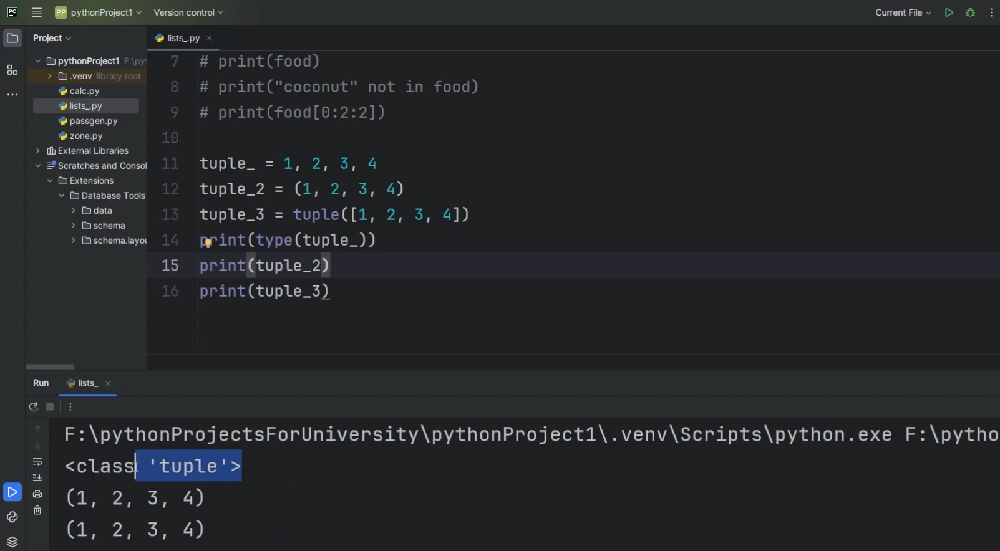 PC
PP pythonProject1
Version control
Current File
Project
lists_.py
pythonProject1 F:\pyt
.venv library root
calc.py
lists_.py
passgen.py
zone.py
External Libraries
Scratches and Consol
Extensions
Database Tools
data
schema
schema.layou
7 # print(food)
8 # print("coconut" not in food)
9 # print(food[0:2:2])
10
11 tuple_ = 1, 2, 3, 4
12 tuple_2 = (1, 2, 3, 4)
13 tuple_3 = tuple([1, 2, 3, 4])
14 print(type(tuple_))
15 print(tuple_2)
16 print(tuple_3)
Run
lists_
F:\pythonProjectsForUniversity\pythonProject1\.venv\Scripts\python.exe F:\pytho
<class 'tuple'>
(1, 2, 3, 4)
(1, 2, 3, 4)